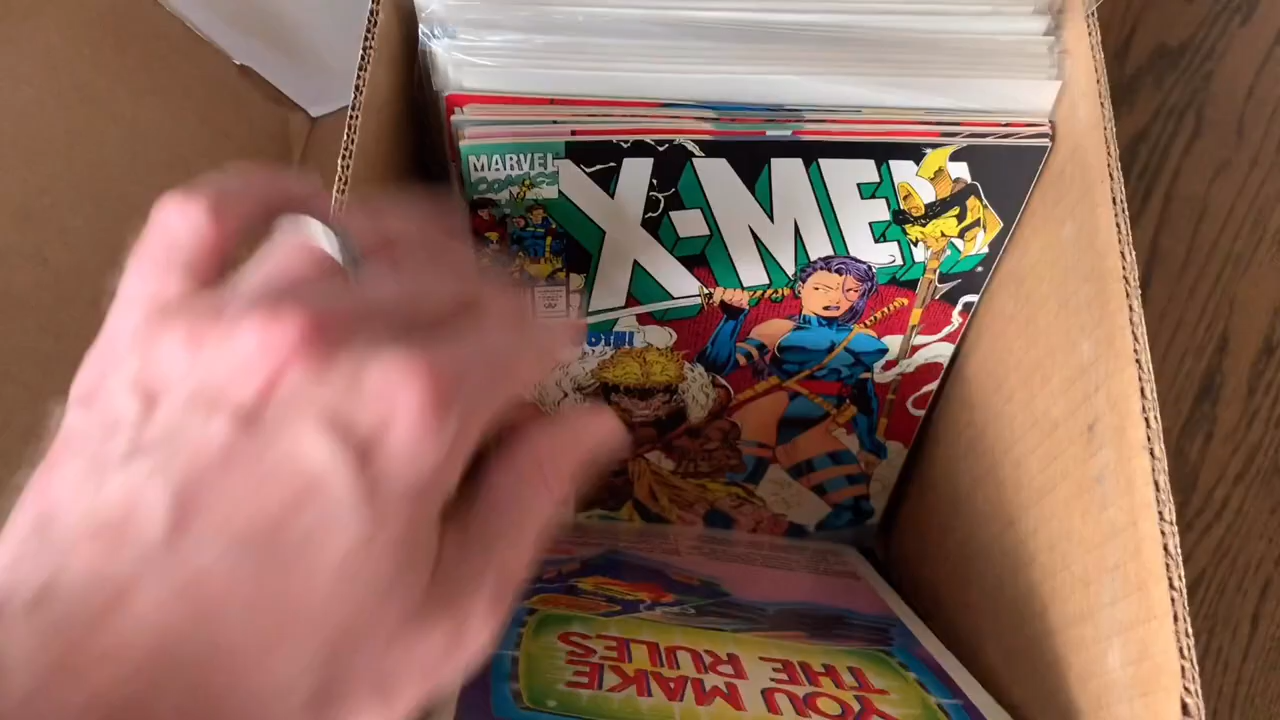 MARVEL
COMICS
X-MEN
YOU MAKE
THE RULES